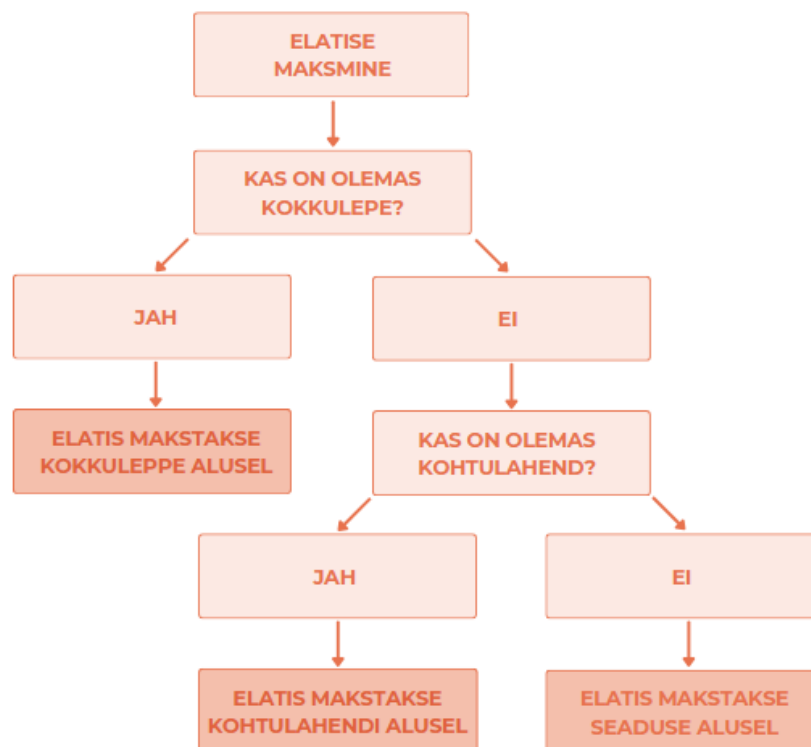 ELATISE
MAKSMINE
KAS ON OLEMAS
KOKKULEPE?
JAH
EI
ELATIS MAKSTAKSE
KOKKULEPPE ALUSEL
KAS ON OLEMAS
KOHTULAHEND?
JAH
EI
ELATIS MAKSTAKSE
KOHTULAHENDI ALUSEL
ELATIS MAKSTAKSE
SEADUSE ALUSEL